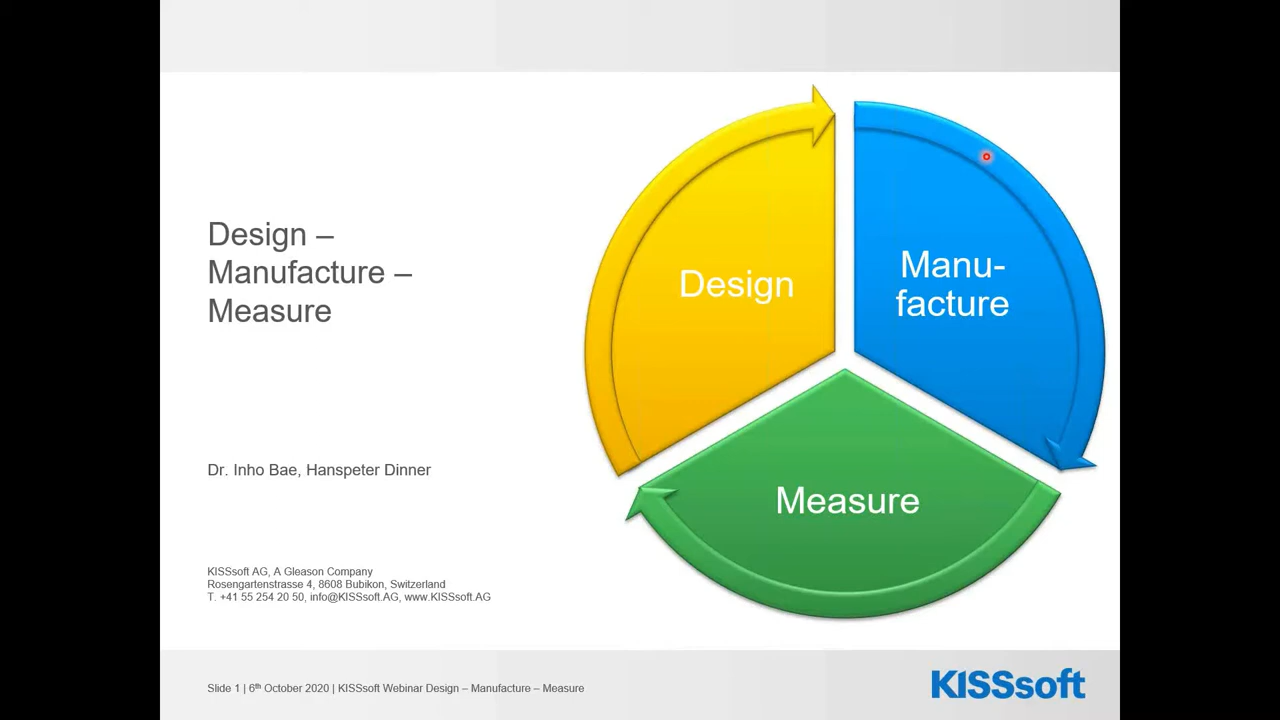 Design –
Manufacture –
Measure
Dr. Inho Bae, Hanspeter Dinner
KISSsoft AG, A Gleason Company
Rosengartenstrasse 4, 8608 Bubikon, Switzerland
T. +41 55 254 20 50, info@KISSsoft.AG, www.KISSsoft.AG
Design
Manu-
facture
Measure
Slide 1 | 6th October 2020 | KISSsoft Webinar Design – Manufacture – Measure
KISSsoft